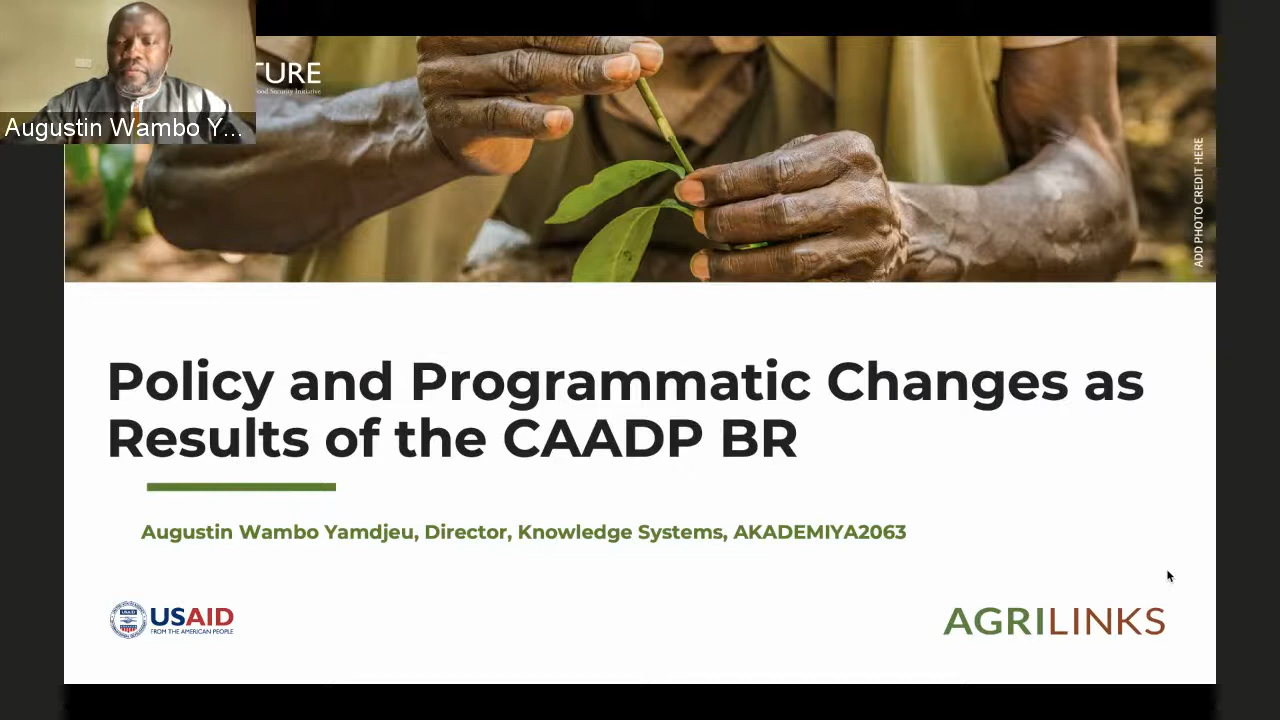 TURE
Augustin Wambo Y...
ADD PHOTO CREDIT HERE
Policy and Programmatic Changes as
Results of the CAADP BR
Augustin Wambo Yamdjeu, Director, Knowledge Systems, AKADEMIYA2063
USAID
FROM THE AMERICAN PEOPLE
AGRILINKS